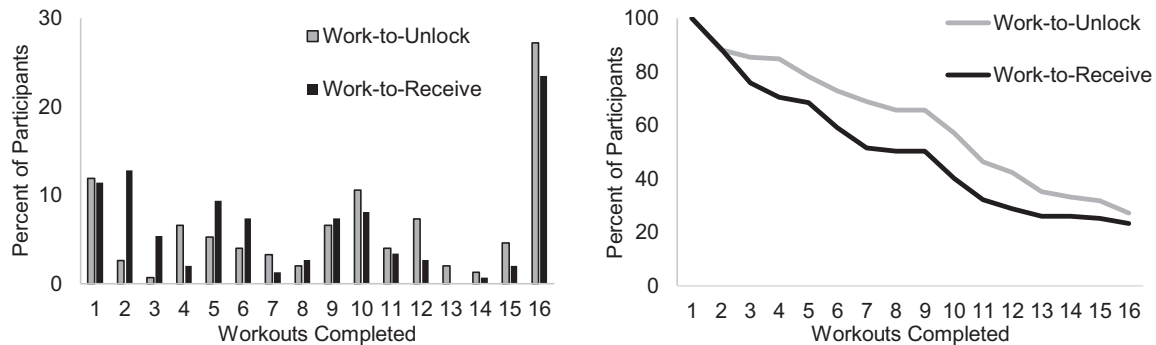 Percent of Participants
30
20
10
0
Work-to-Unlock
Work-to-Receive
1 2 3 4 5 6 7 8 9 10 11 12 13 14 15 16
Workouts Completed
Percent of Participants
100
80
60
40
20
0
Work-to-Unlock
Work-to-Receive
1 2 3 4 5 6 7 8 9 10 11 12 13 14 15 16
Workouts Completed